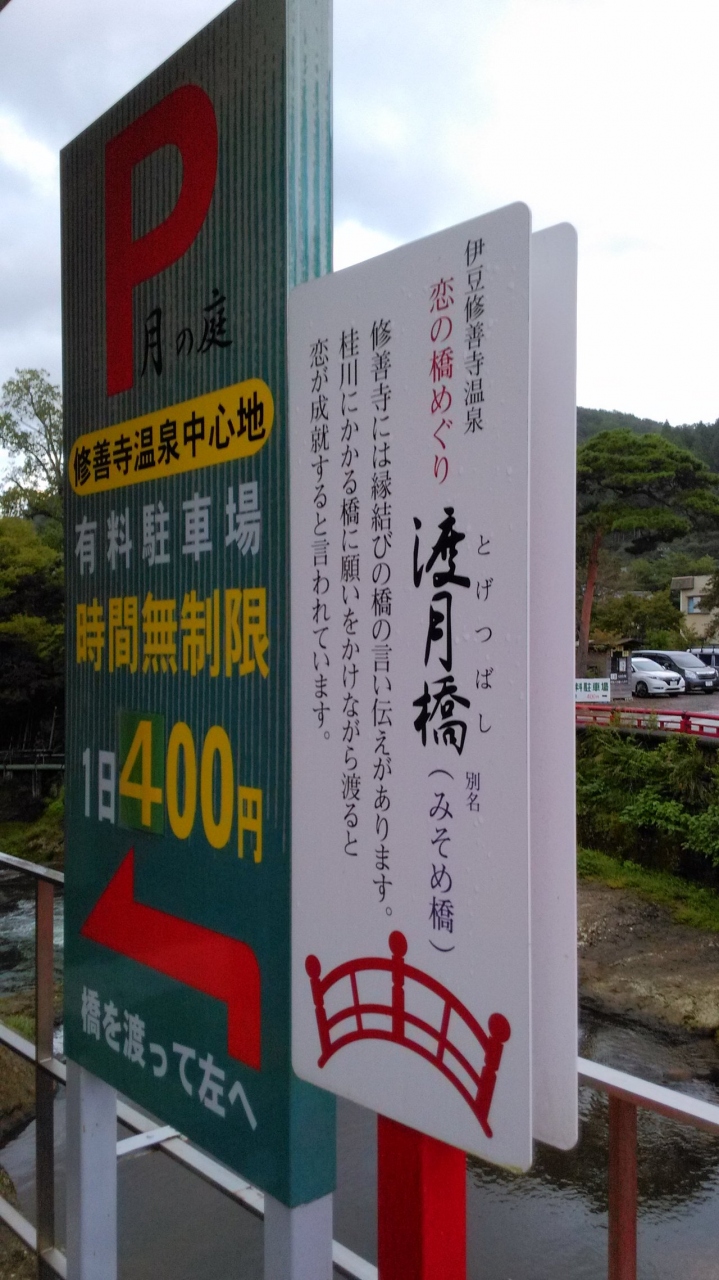 P
月の庭
修善寺温泉中心地
有料駐車場
時間無制限
1日400円
橋を渡って左へ
伊豆修善寺温泉
恋の橋めぐり
とげつばし
渡月橋
別名
(みそめ橋)
修善寺には縁結びの橋の言い伝えがあります。
桂川にかかる橋に願いをかけながら渡ると
恋が成就すると言われています。
料駐車場